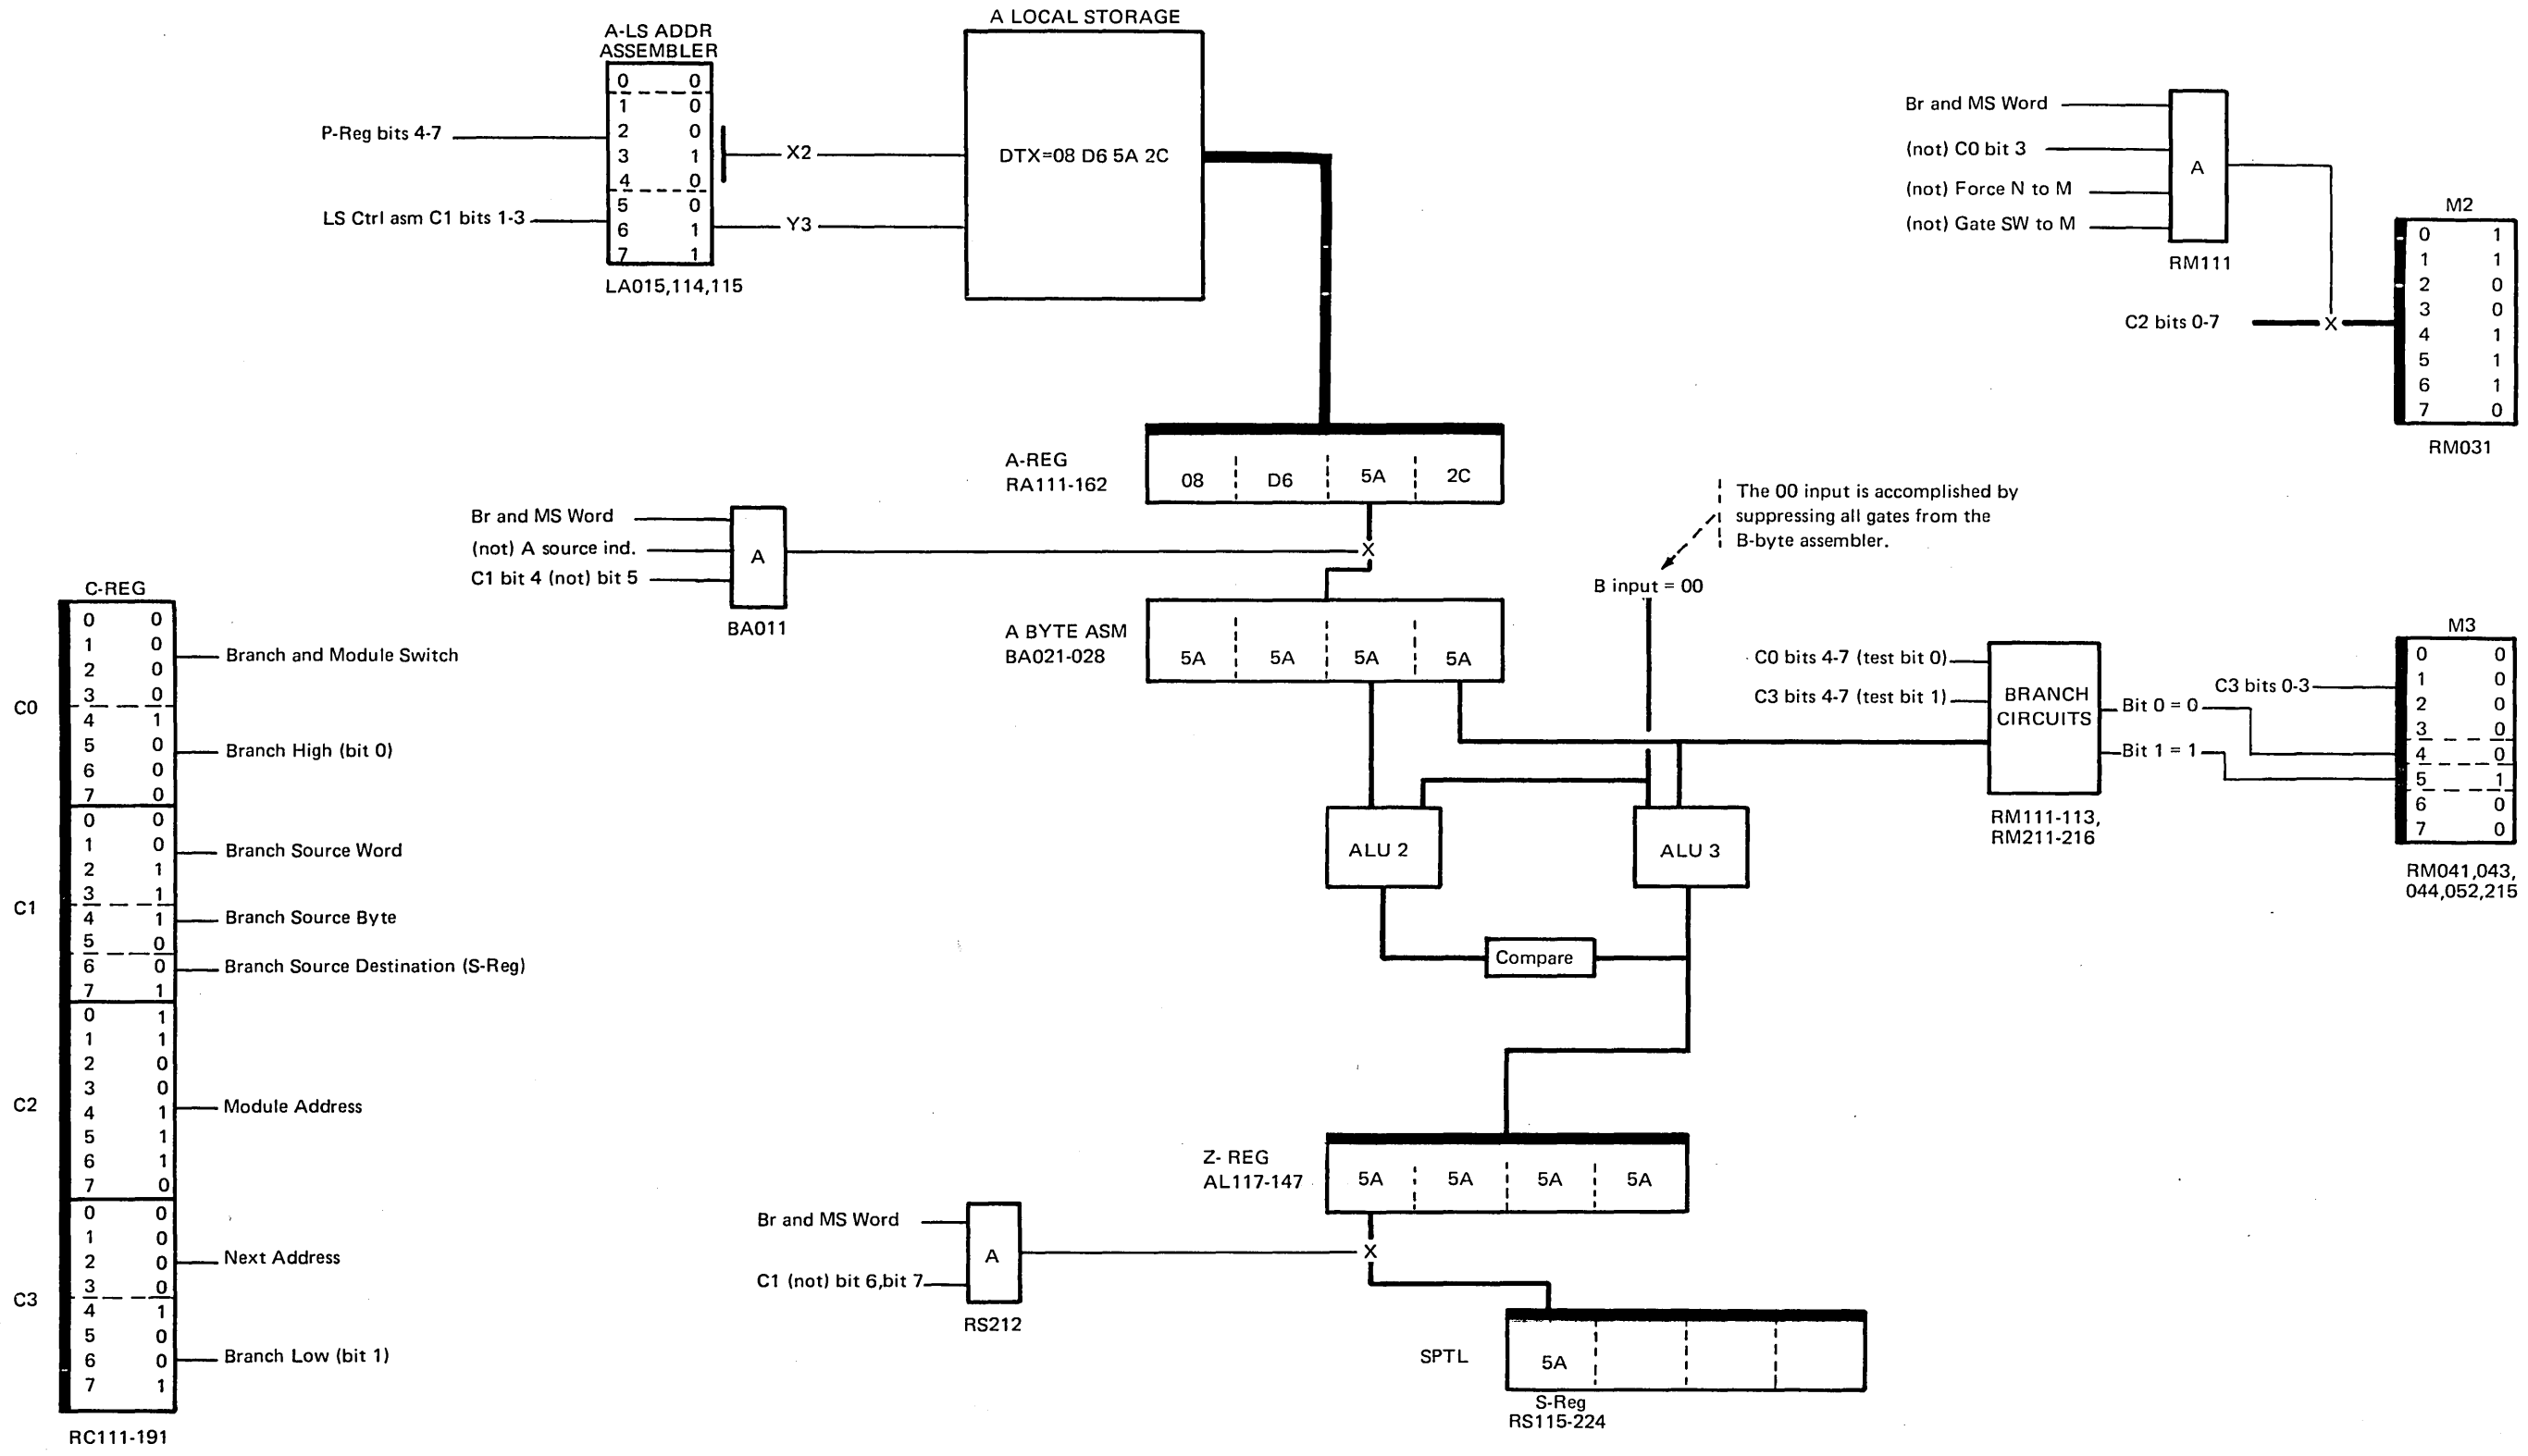 A LOCAL STORAGE
A-LS ADDR
ASSEMBLER
0 0
1 0
2 0
3 1
4 0
5 0
6 1
7 1
LA015,114,115
P-Reg bits 4-7
LS Ctrl asm C1 bits 1-3
X2
Y3
DTX=08 D6 5A 2C
Br and MS Word
(not) C0 bit 3
(not) Force N to M
(not) Gate SW to M
A
RM111
C2 bits 0-7
X
M2
0 1
1 1
2 0
3 0
4 1
5 1
6 1
7 0
RM031
A-REG
RA111-162
08 D6 5A 2C
The 00 input is accomplished by
suppressing all gates from the
B-byte assembler.
B input = 00
Br and MS Word
(not) A source ind.
C1 bit 4 (not) bit 5
A
BA011
X
A BYTE ASM
BA021-028
5A 5A 5A 5A
C0 bits 4-7 (test bit 0)
C3 bits 4-7 (test bit 1)
BRANCH
CIRCUITS
RM111-113,
RM211-216
Bit 0 = 0
Bit 1 = 1
C3 bits 0-3
M3
0 0
1 0
2 0
3 0
4 0
5 1
6 0
7 0
RM041,043,
044,052,215
ALU 2
ALU 3
Compare
C-REG
C0
0 0
1 0
2 0
3 0
Branch and Module Switch
4 1
5 0
6 0
7 0
Branch High (bit 0)
C1
0 0
1 0
2 1
3 1
Branch Source Word
4 1
5 0
Branch Source Byte
6 0
7 1
Branch Source Destination (S-Reg)
C2
0 1
1 1
2 0
3 0
4 1
5 1
6 1
7 0
Module Address
C3
0 0
1 0
2 0
3 0
Next Address
4 1
5 0
6 0
7 1
Branch Low (bit 1)
RC111-191
Z- REG
AL117-147
5A 5A 5A 5A
Br and MS Word
C1 (not) bit 6,bit 7
A
RS212
X
SPTL
5A
S-Reg
RS115-224